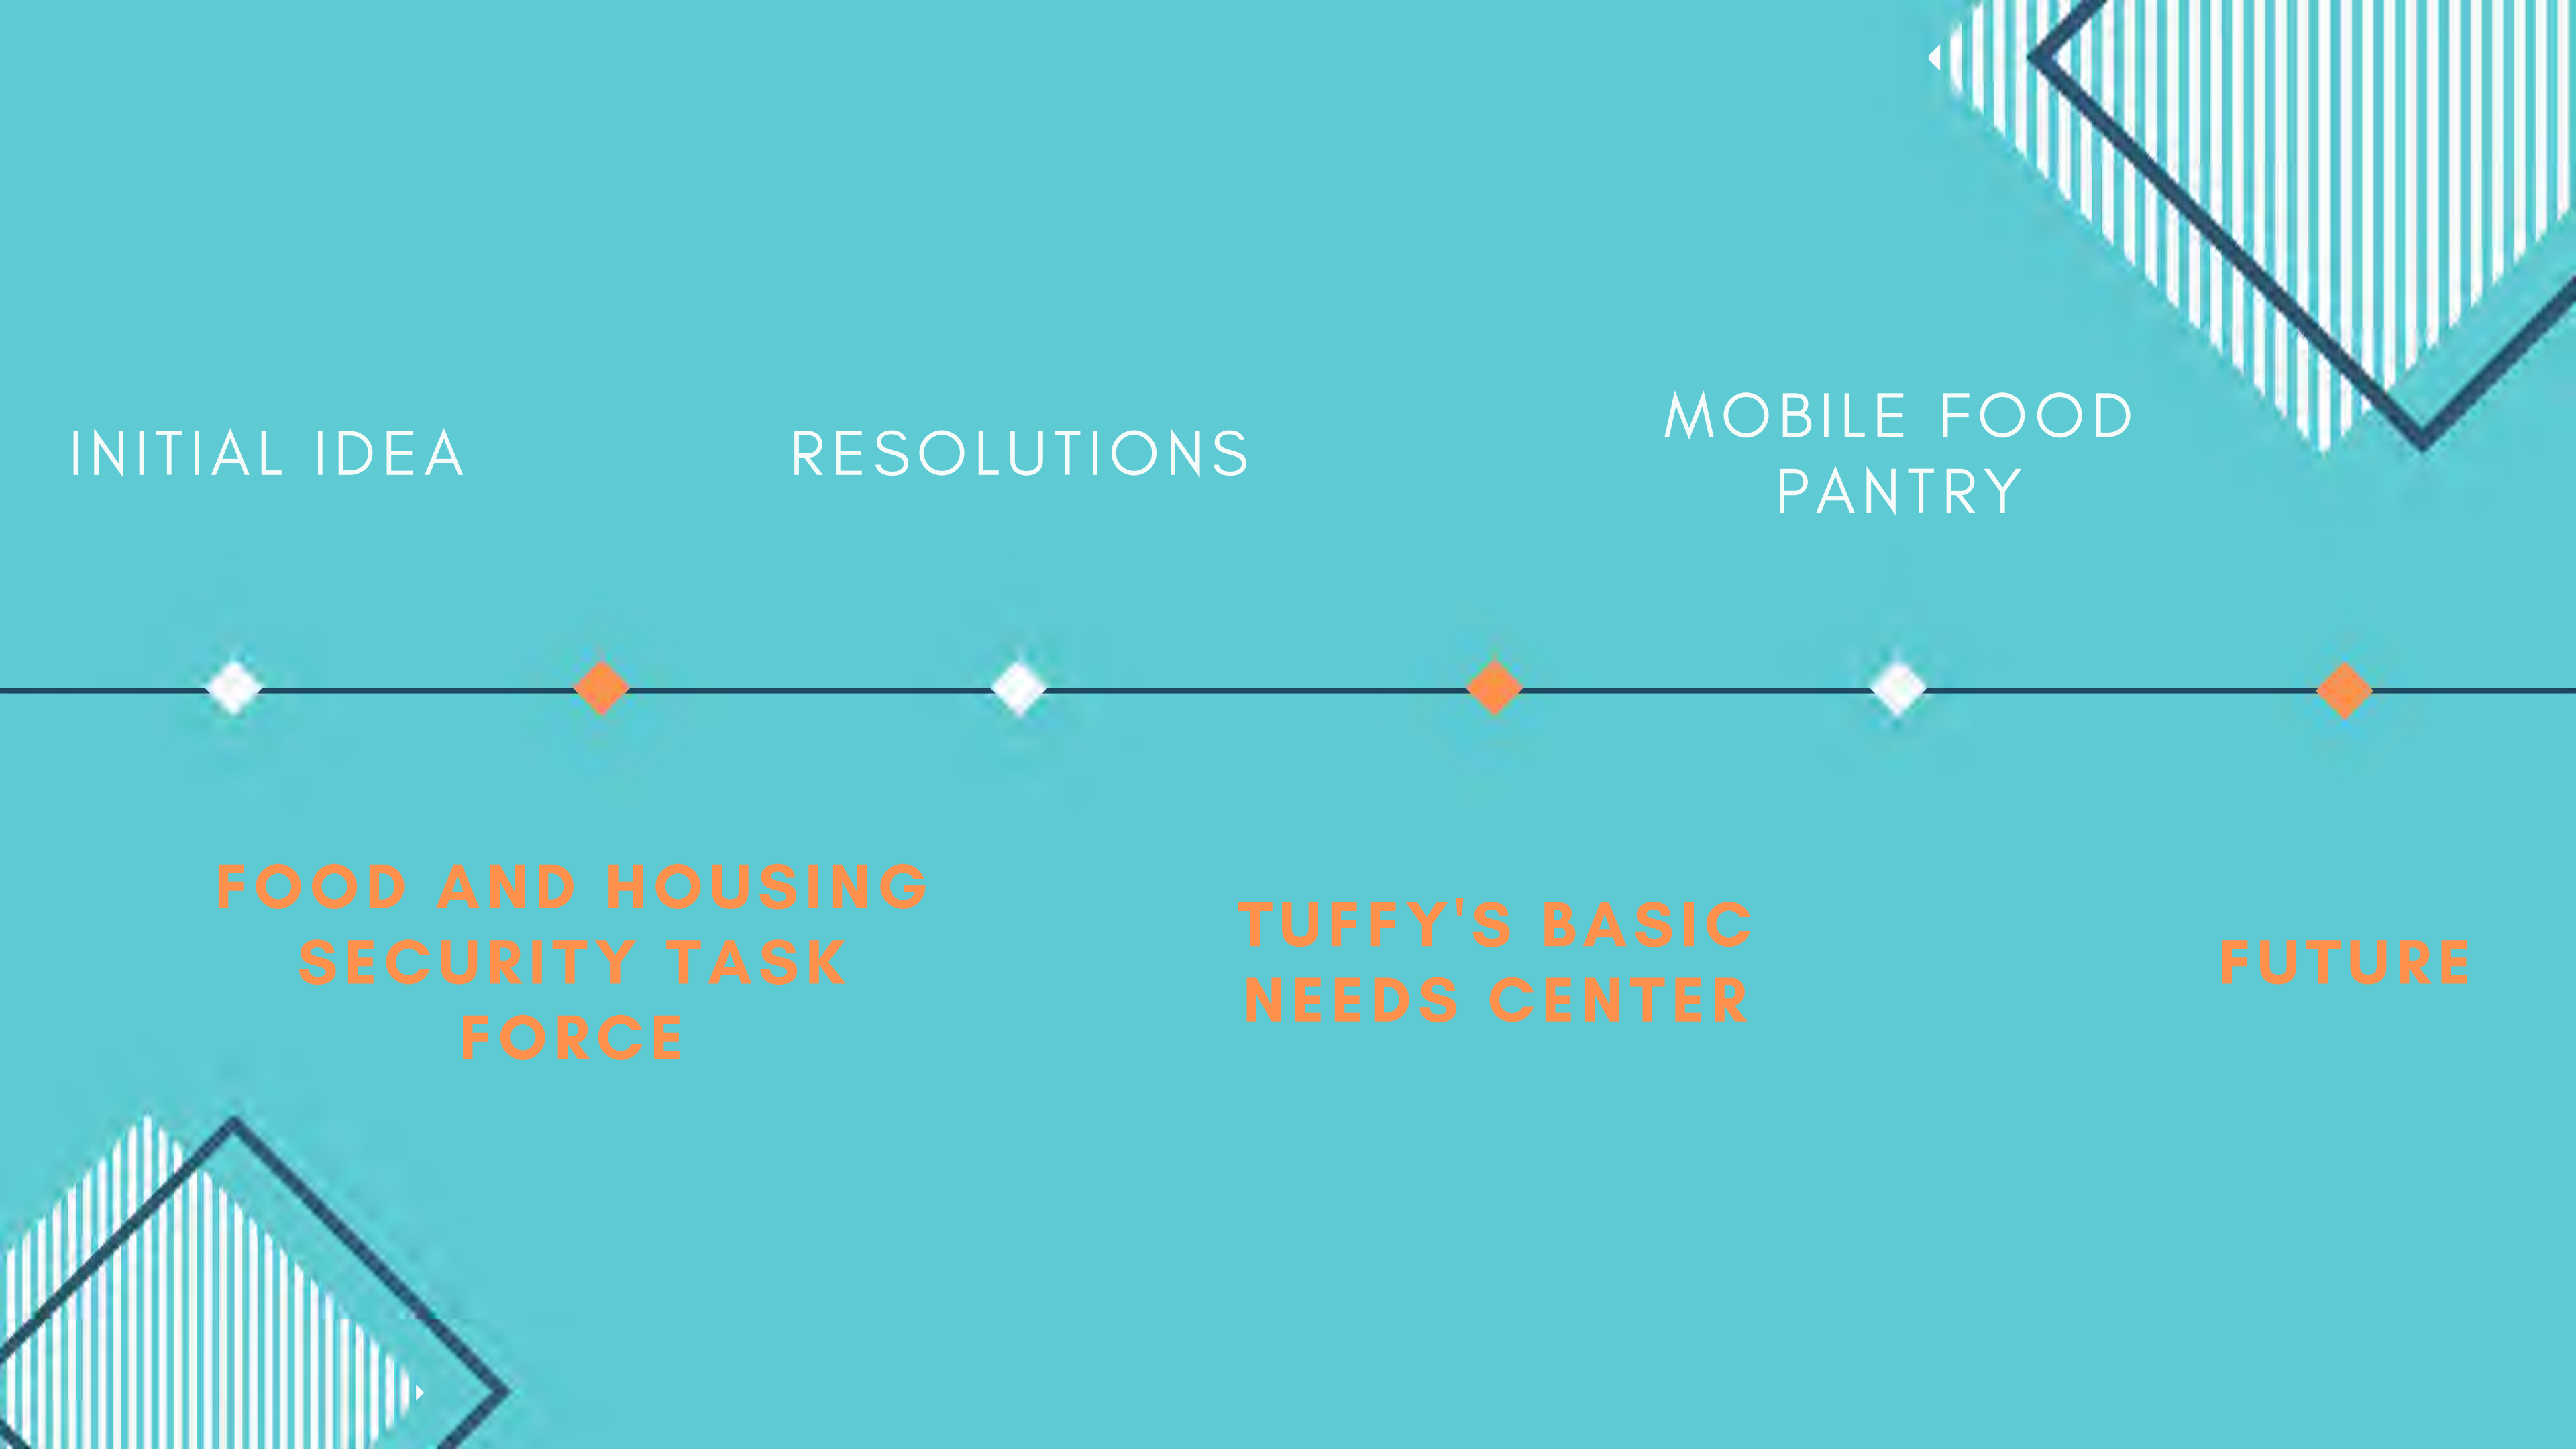 INITIAL IDEA
RESOLUTIONS
MOBILE FOOD
PANTRY
FOOD AND HOUSING
SECURITY TASK
FORCE
TUFFY'S BASIC
NEEDS CENTER
FUTURE